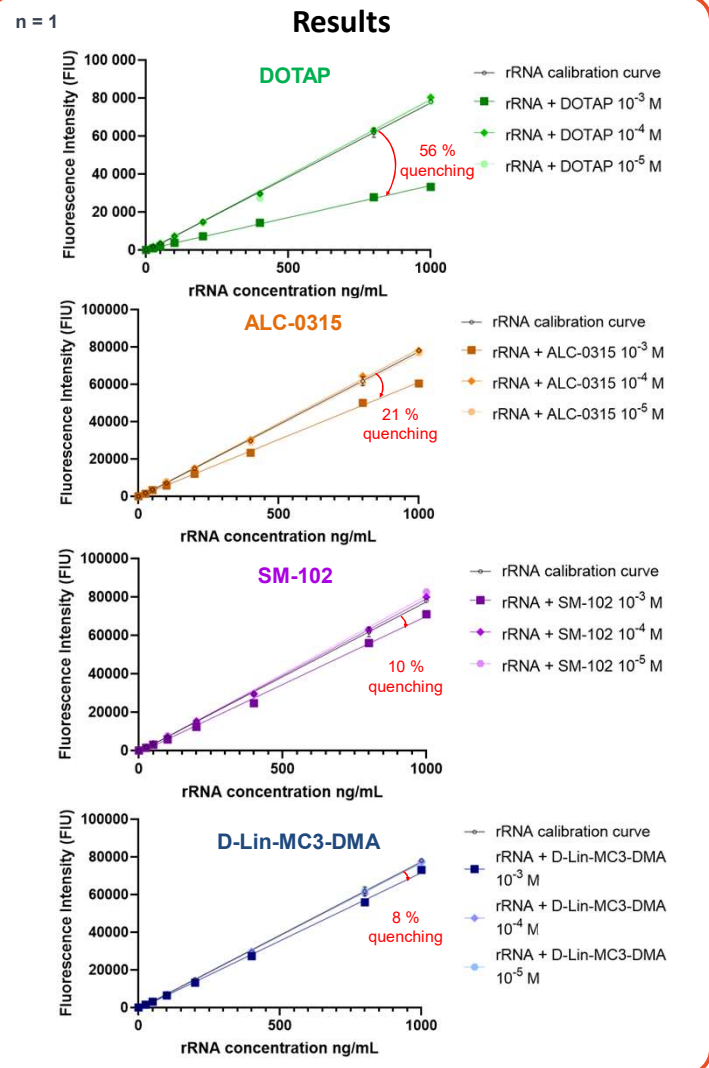 n = 1
Results
DOTAP
Fluorescence Intensity (FIU)
100 000
80 000
60 000
40 000
20 000
0
0
500
1000
rRNA concentration ng/mL
56 %
quenching
rRNA calibration curve
rRNA + DOTAP 10-3 M
rRNA + DOTAP 10-4 M
rRNA + DOTAP 10-5 M
ALC-0315
Fluorescence Intensity (FIU)
100000
80000
60000
40000
20000
0
0
500
1000
rRNA concentration ng/mL
21 %
quenching
rRNA calibration curve
rRNA + ALC-0315 10-3 M
rRNA + ALC-0315 10-4 M
rRNA + ALC-0315 10-5 M
SM-102
Fluorescence Intensity (FIU)
100000
80000
60000
40000
20000
0
0
500
1000
rRNA concentration ng/mL
10 %
quenching
rRNA calibration curve
rRNA + SM-102 10-3 M
rRNA + SM-102 10-4 M
rRNA + SM-102 10-5 M
D-Lin-MC3-DMA
Fluorescence Intensity (FIU)
100000
80000
60000
40000
20000
0
0
500
1000
rRNA concentration ng/mL
8 %
quenching
rRNA calibration curve
rRNA + D-Lin-MC3-DMA
10-3 M
rRNA + D-Lin-MC3-DMA
10-4 M
rRNA + D-Lin-MC3-DMA
10-5 M